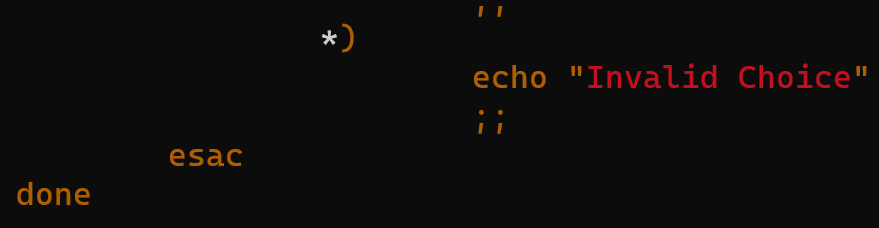 ;;
*)
echo "Invalid Choice"
;;
esac
done